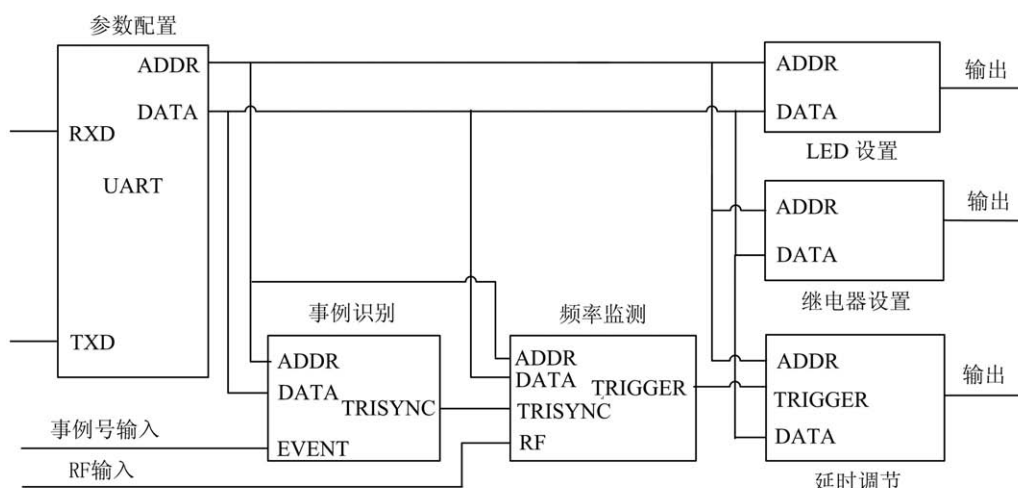 参数配置
ADDR
DATA
RXD
UART
TXD
ADDR
DATA
输出
LED 设置
ADDR
DATA
输出
继电器设置
事例识别
ADDR
DATA
TRISYNC
EVENT
频率监测
ADDR
DATA
TRIGGER
TRISYNC
RF
ADDR
TRIGGER
DATA
输出
延时调节
事例号输入
RF输入